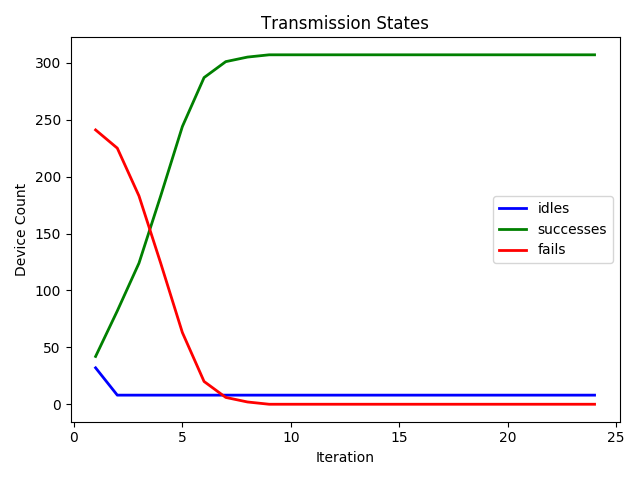 Transmission States
Device Count
300
250
200
150
100
50
0
idles
successes
fails
0 5 10 15 20 25
Iteration